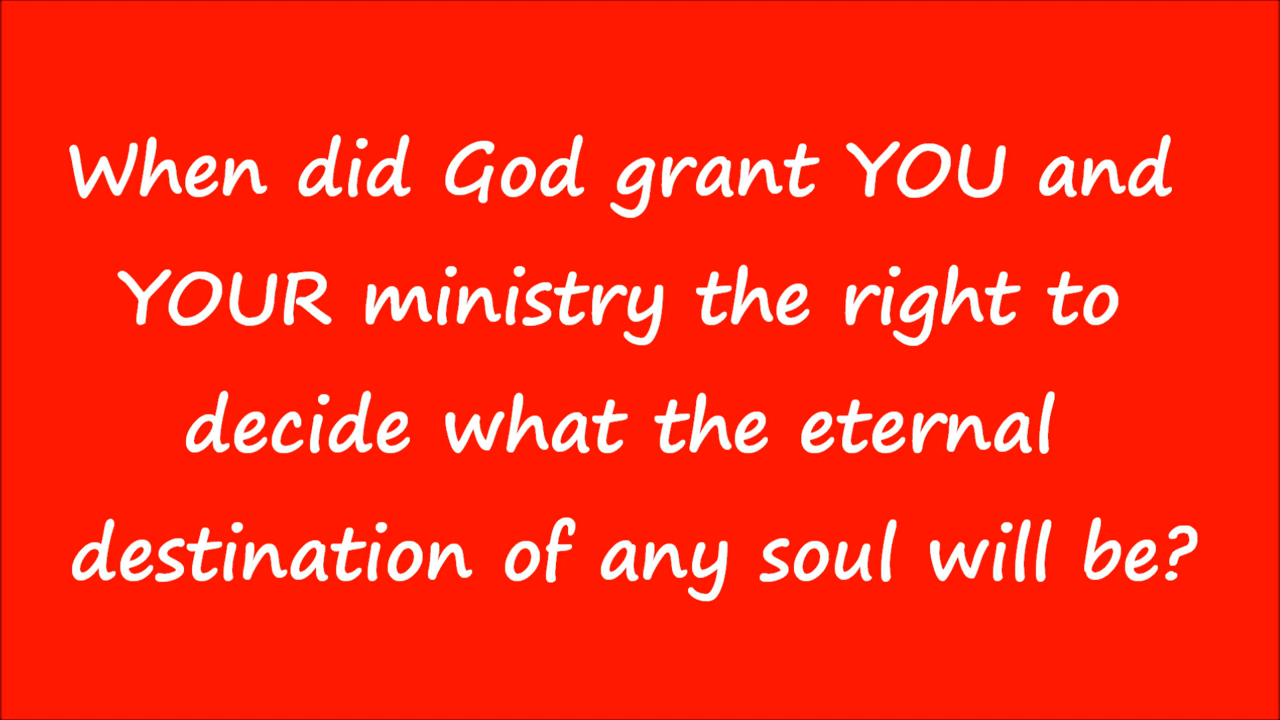 When did God grant YOU and
YOUR ministry the right to
decide what the eternal
destination of any soul will be?